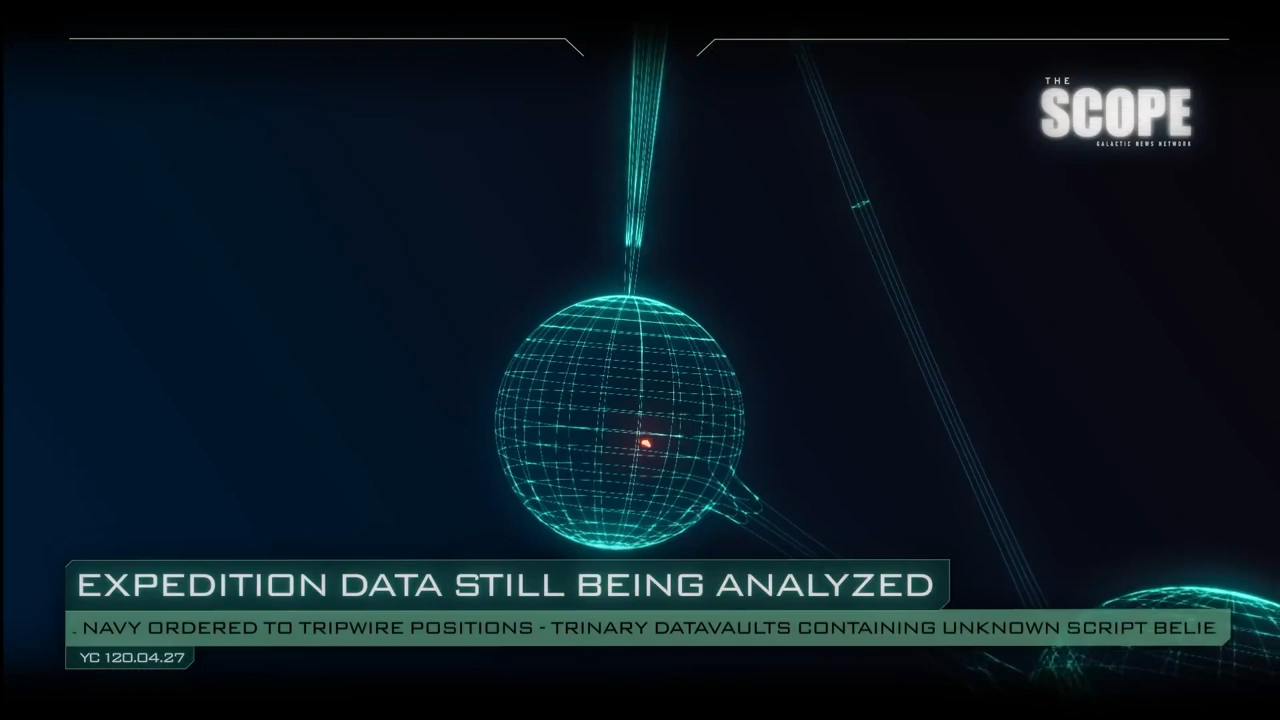 THE
SCOPE
GALACTIC NEWS NETWORK
EXPEDITION DATA STILL BEING ANALYZED
. NAVY ORDERED TO TRIPWIRE POSITIONS - TRINARY DATAVAULTS CONTAINING UNKNOWN SCRIPT BELIE
YC 120.04.27